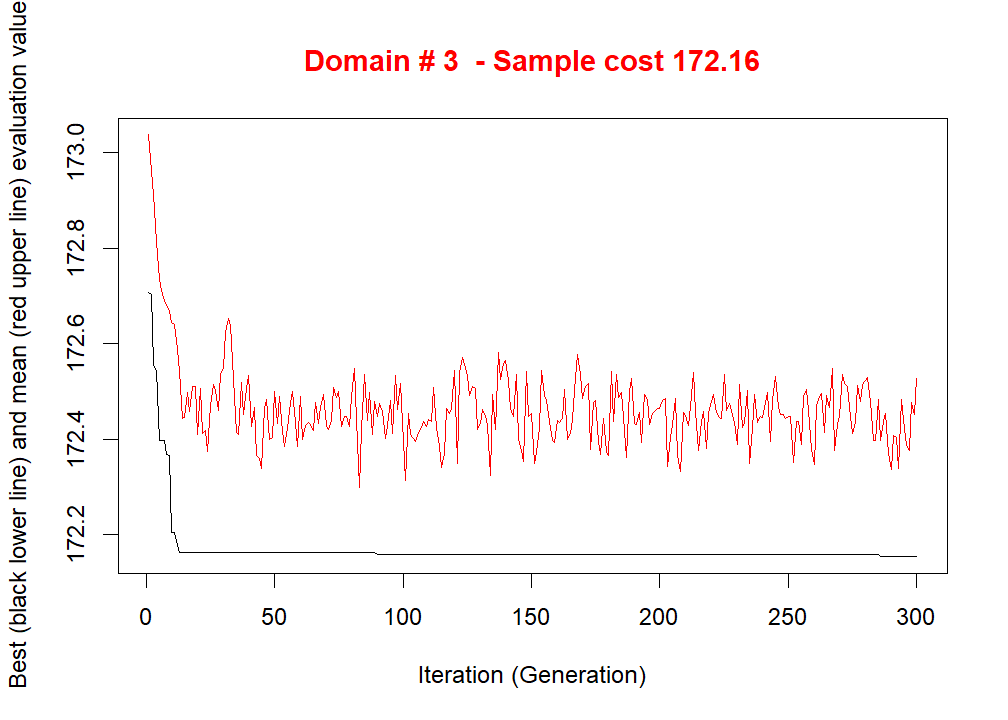 Domain # 3  - Sample cost 172.16
Best (black lower line) and mean (red upper line) evaluation value
173.0
172.8
172.6
172.4
172.2
0 50 100 150 200 250 300
Iteration (Generation)